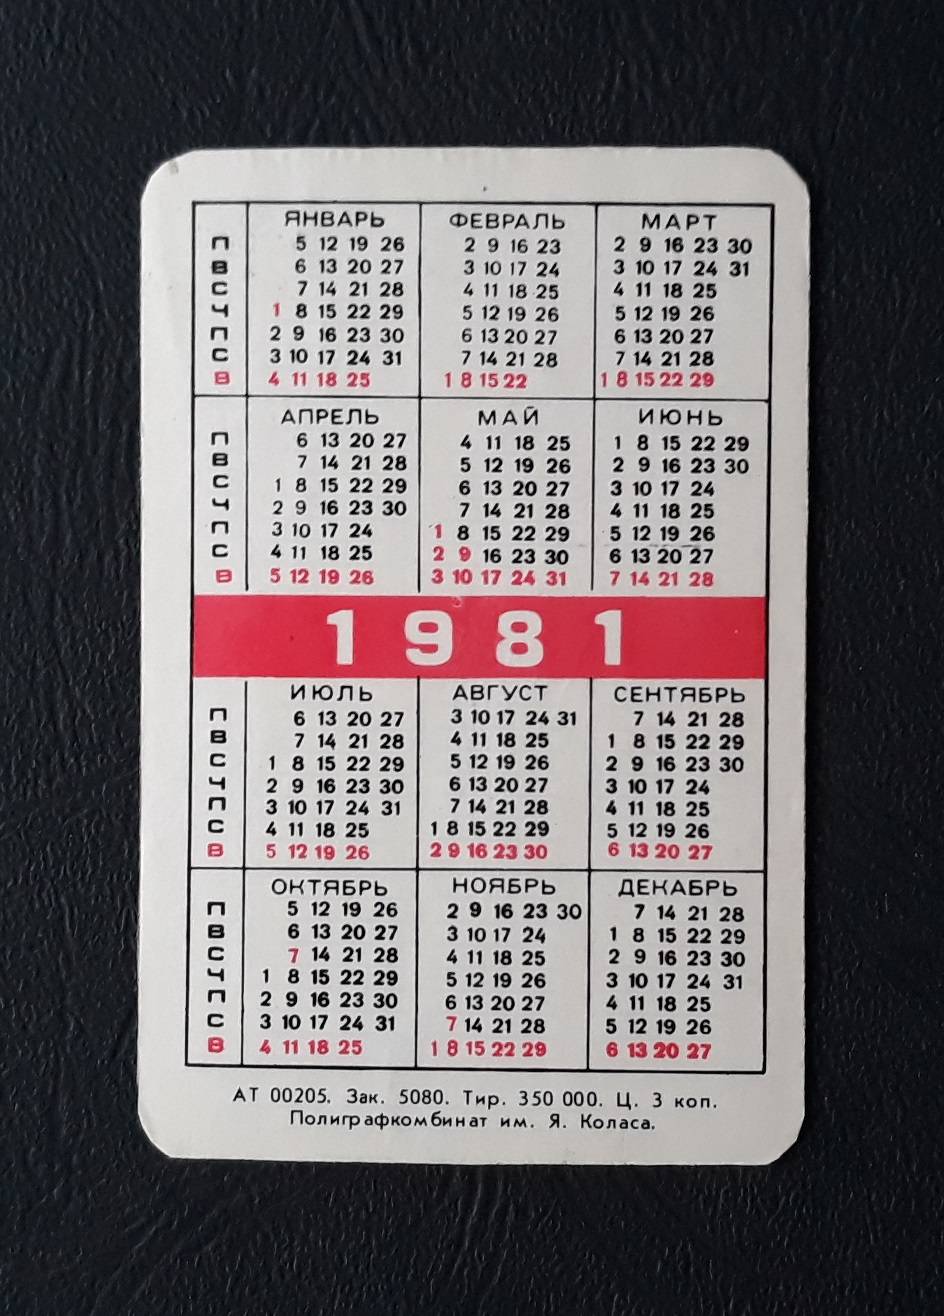 ЯНВАРЬ ФЕВРАЛЬ МАРТ
П 5 12 19 26 2 9 16 23 2 9 16 23 30
В 6 13 20 27 3 10 17 24 3 10 17 24 31
С 7 14 21 28 4 11 18 25 4 11 18 25
Ч 1 8 15 22 29 5 12 19 26 5 12 19 26
П 2 9 16 23 30 6 13 20 27 6 13 20 27
С 3 10 17 24 31 7 14 21 28 7 14 21 28
В 4 11 18 25 1 8 15 22 1 8 15 22 29
АПРЕЛЬ МАЙ ИЮНЬ
П 6 13 20 27 4 11 18 25 1 8 15 22 29
В 7 14 21 28 5 12 19 26 2 9 16 23 30
С 1 8 15 22 29 6 13 20 27 3 10 17 24
Ч 2 9 16 23 30 7 14 21 28 4 11 18 25
П 3 10 17 24 1 8 15 22 29 5 12 19 26
С 4 11 18 25 2 9 16 23 30 6 13 20 27
В 5 12 19 26 3 10 17 24 31 7 14 21 28
1981
ИЮЛЬ АВГУСТ СЕНТЯБРЬ
П 6 13 20 27 3 10 17 24 31 7 14 21 28
В 7 14 21 28 4 11 18 25 1 8 15 22 29
С 1 8 15 22 29 5 12 19 26 2 9 16 23 30
Ч 2 9 16 23 30 6 13 20 27 3 10 17 24
П 3 10 17 24 31 7 14 21 28 4 11 18 25
С 4 11 18 25 1 8 15 22 29 5 12 19 26
В 5 12 19 26 2 9 16 23 30 6 13 20 27
ОКТЯБРЬ НОЯБРЬ ДЕКАБРЬ
П 5 12 19 26 2 9 16 23 30 7 14 21 28
В 6 13 20 27 3 10 17 24 1 8 15 22 29
С 7 14 21 28 4 11 18 25 2 9 16 23 30
Ч 1 8 15 22 29 5 12 19 26 3 10 17 24 31
П 2 9 16 23 30 6 13 20 27 4 11 18 25
С 3 10 17 24 31 7 14 21 28 5 12 19 26
В 4 11 18 25 1 8 15 22 29 6 13 20 27
АТ 00205. Зак. 5080. Тир. 350 000. Ц. 3 коп.
Полиграфкомбинат им. Я. Коласа.